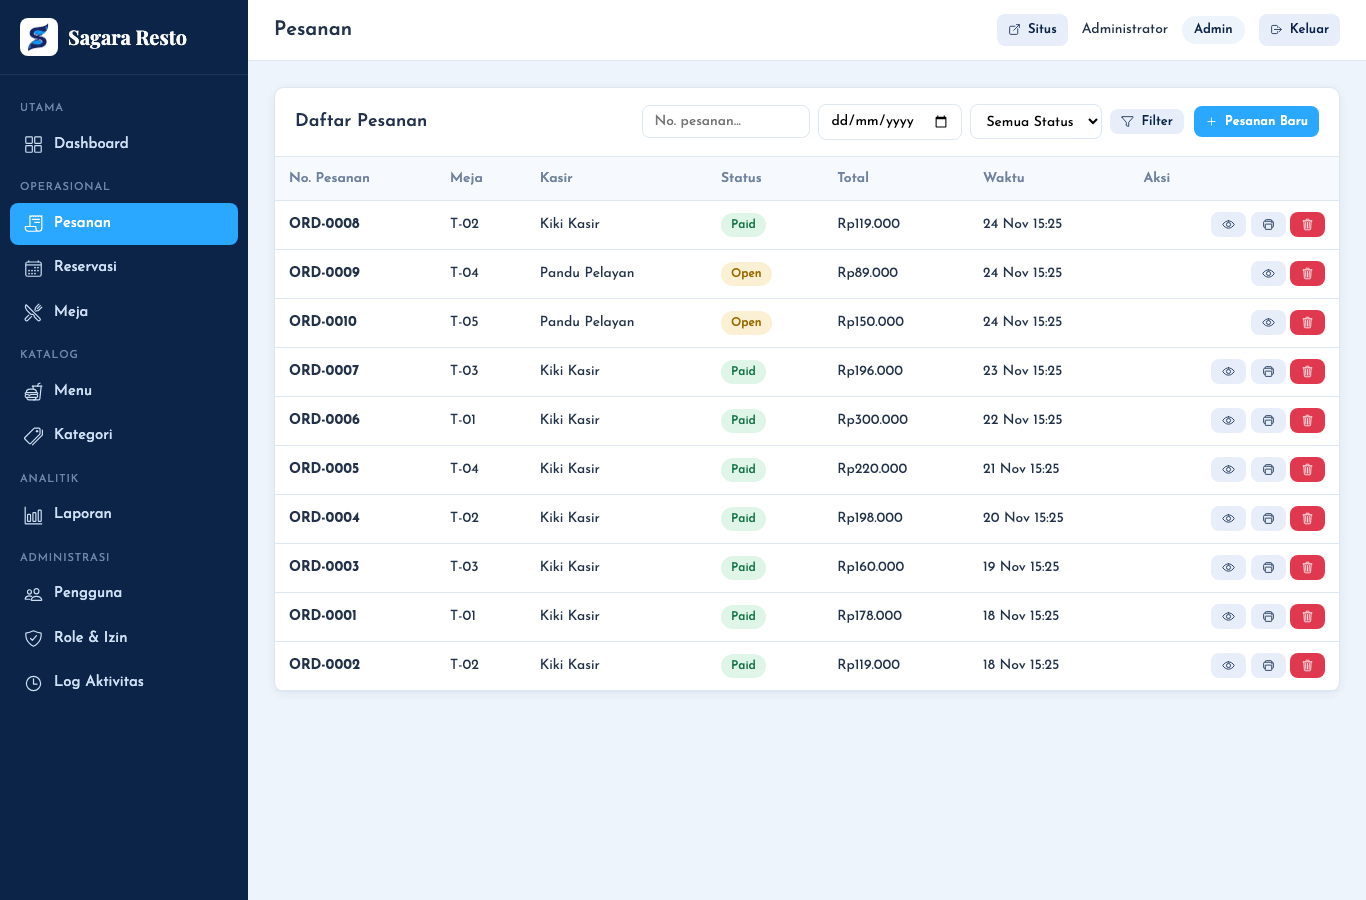 Sagara Resto
UTAMA
Dashboard
OPERASIONAL
Pesanan
Reservasi
Meja
KATALOG
Menu
Kategori
ANALITIK
Laporan
ADMINISTRASI
Pengguna
Role & Izin
Log Aktivitas
Pesanan
Situs Administrator Admin Keluar
Daftar Pesanan No. pesanan... dd/mm/yyyy Semua Status Filter + Pesanan Baru
No. Pesanan Meja Kasir Status Total Waktu Aksi
ORD-0008 T-02 Kiki Kasir Paid Rp119.000 24 Nov 15:25
ORD-0009 T-04 Pandu Pelayan Open Rp89.000 24 Nov 15:25
ORD-0010 T-05 Pandu Pelayan Open Rp150.000 24 Nov 15:25
ORD-0007 T-03 Kiki Kasir Paid Rp196.000 23 Nov 15:25
ORD-0006 T-01 Kiki Kasir Paid Rp300.000 22 Nov 15:25
ORD-0005 T-04 Kiki Kasir Paid Rp220.000 21 Nov 15:25
ORD-0004 T-02 Kiki Kasir Paid Rp198.000 20 Nov 15:25
ORD-0003 T-03 Kiki Kasir Paid Rp160.000 19 Nov 15:25
ORD-0001 T-01 Kiki Kasir Paid Rp178.000 18 Nov 15:25
ORD-0002 T-02 Kiki Kasir Paid Rp119.000 18 Nov 15:25